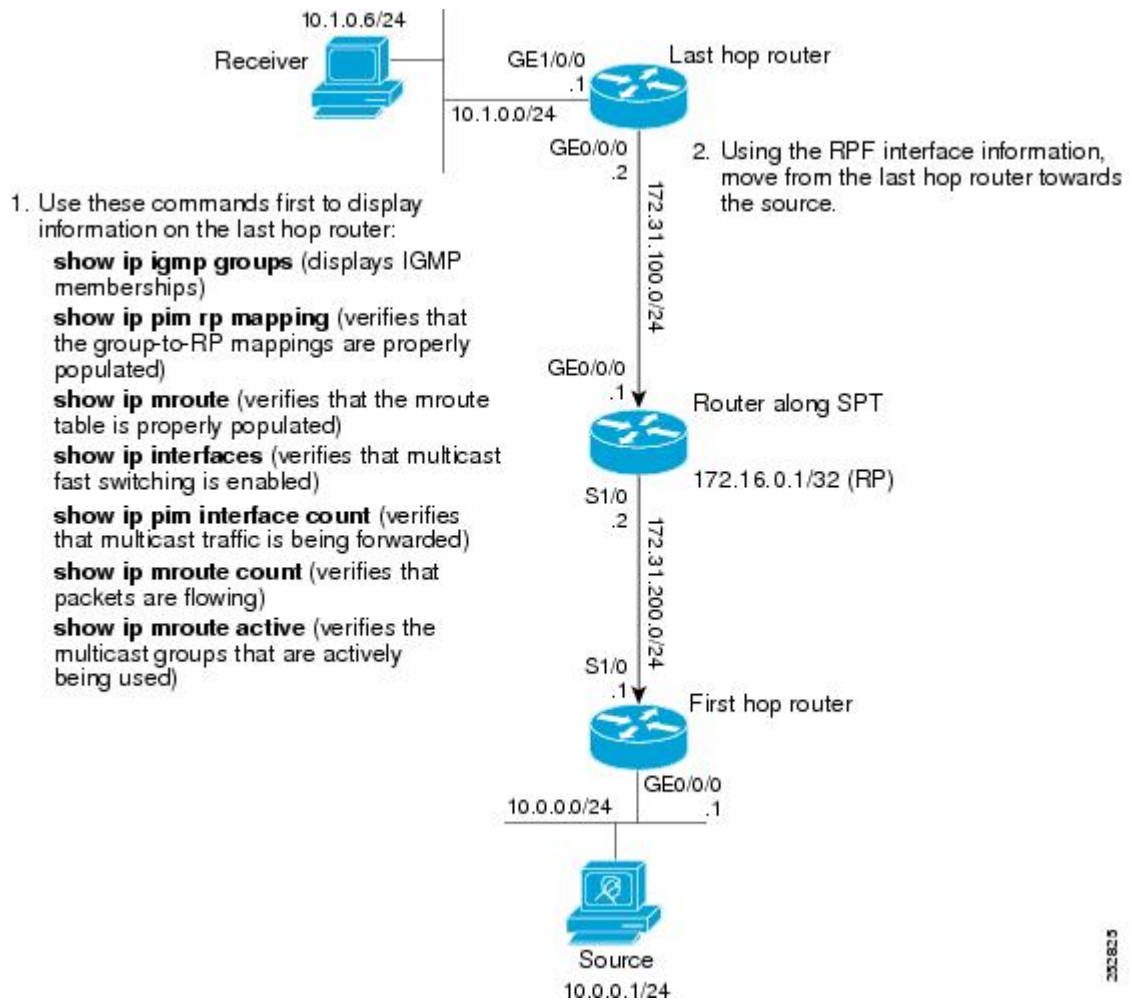 10.1.0.6/24
Receiver
GE1/0/0
.1
Last hop router
10.1.0.0/24
GE0/0/0
.2
172.31.100.0/24
2. Using the RPF interface information,
move from the last hop router towards
the source.
1. Use these commands first to display
information on the last hop router:
show ip igmp groups (displays IGMP
memberships)
show ip pim rp mapping (verifies that
the group-to-RP mappings are properly
populated)
show ip mroute (verifies that the mroute
table is properly populated)
show ip interfaces (verifies that multicast
fast switching is enabled)
show ip pim interface count (verifies
that multicast traffic is being forwarded)
show ip mroute count (verifies that
packets are flowing)
show ip mroute active (verifies the
multicast groups that are actively
being used)
GE0/0/0
.1
Router along SPT
172.16.0.1/32 (RP)
S1/0
.2
172.31.200.0/24
S1/0
.1
First hop router
GE0/0/0
.1
10.0.0.0/24
Source
10.0.0.1/24
252825